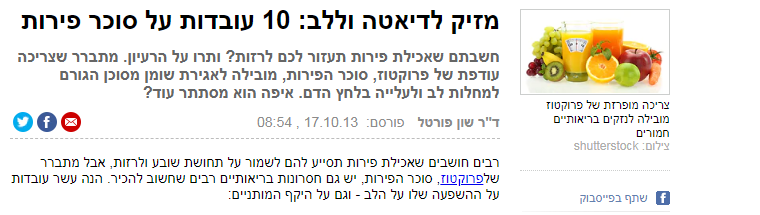 מזיק לדיאטה וללב: 10 עובדות על סוכר פירות
חשבתם שאכילת פירות תעזור לכם לרזות? ותרו על הרעיון. מתברר שצריכה
עודפת של פרוקטוז, סוכר הפירות, מובילה לאגירת שומן מסוכן הגורם
למחלות לב ולעלייה בלחץ הדם. איפה הוא מסתתר עוד?
ד"ר שון פורטל פורסם: 17.10.13 , 08:54
רבים חושבים שאכילת פירות תסייע להם לשמור על תחושת שובע ולרזות, אבל מתברר
שלפרוקטוז, סוכר הפירות, יש גם חסרונות בריאותיים רבים שחשוב להכיר. הנה עשר עובדות
על ההשפעה שלו על הלב - וגם על היקף המותניים:
צריכה מופרזת של פרוקטוז
מובילה לנזקים בריאותיים
חמורים
צילום: shutterstock
שתף בפייסבוק